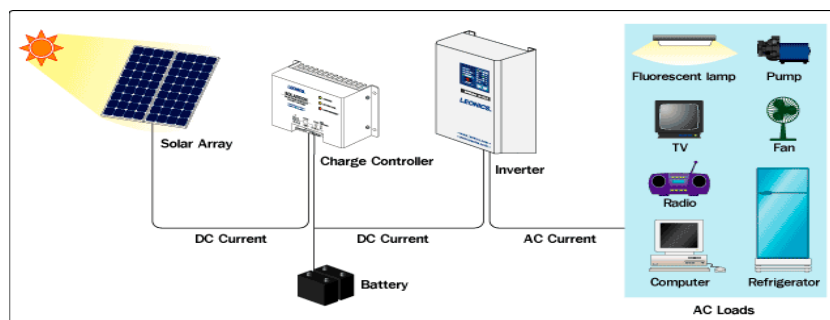 Solar Array
Charge Controller
Inverter
LEONICS
DC Current
DC Current
AC Current
Battery
Fluorescent lamp
Pump
TV
Fan
Radio
Computer
Refrigerator
AC Loads